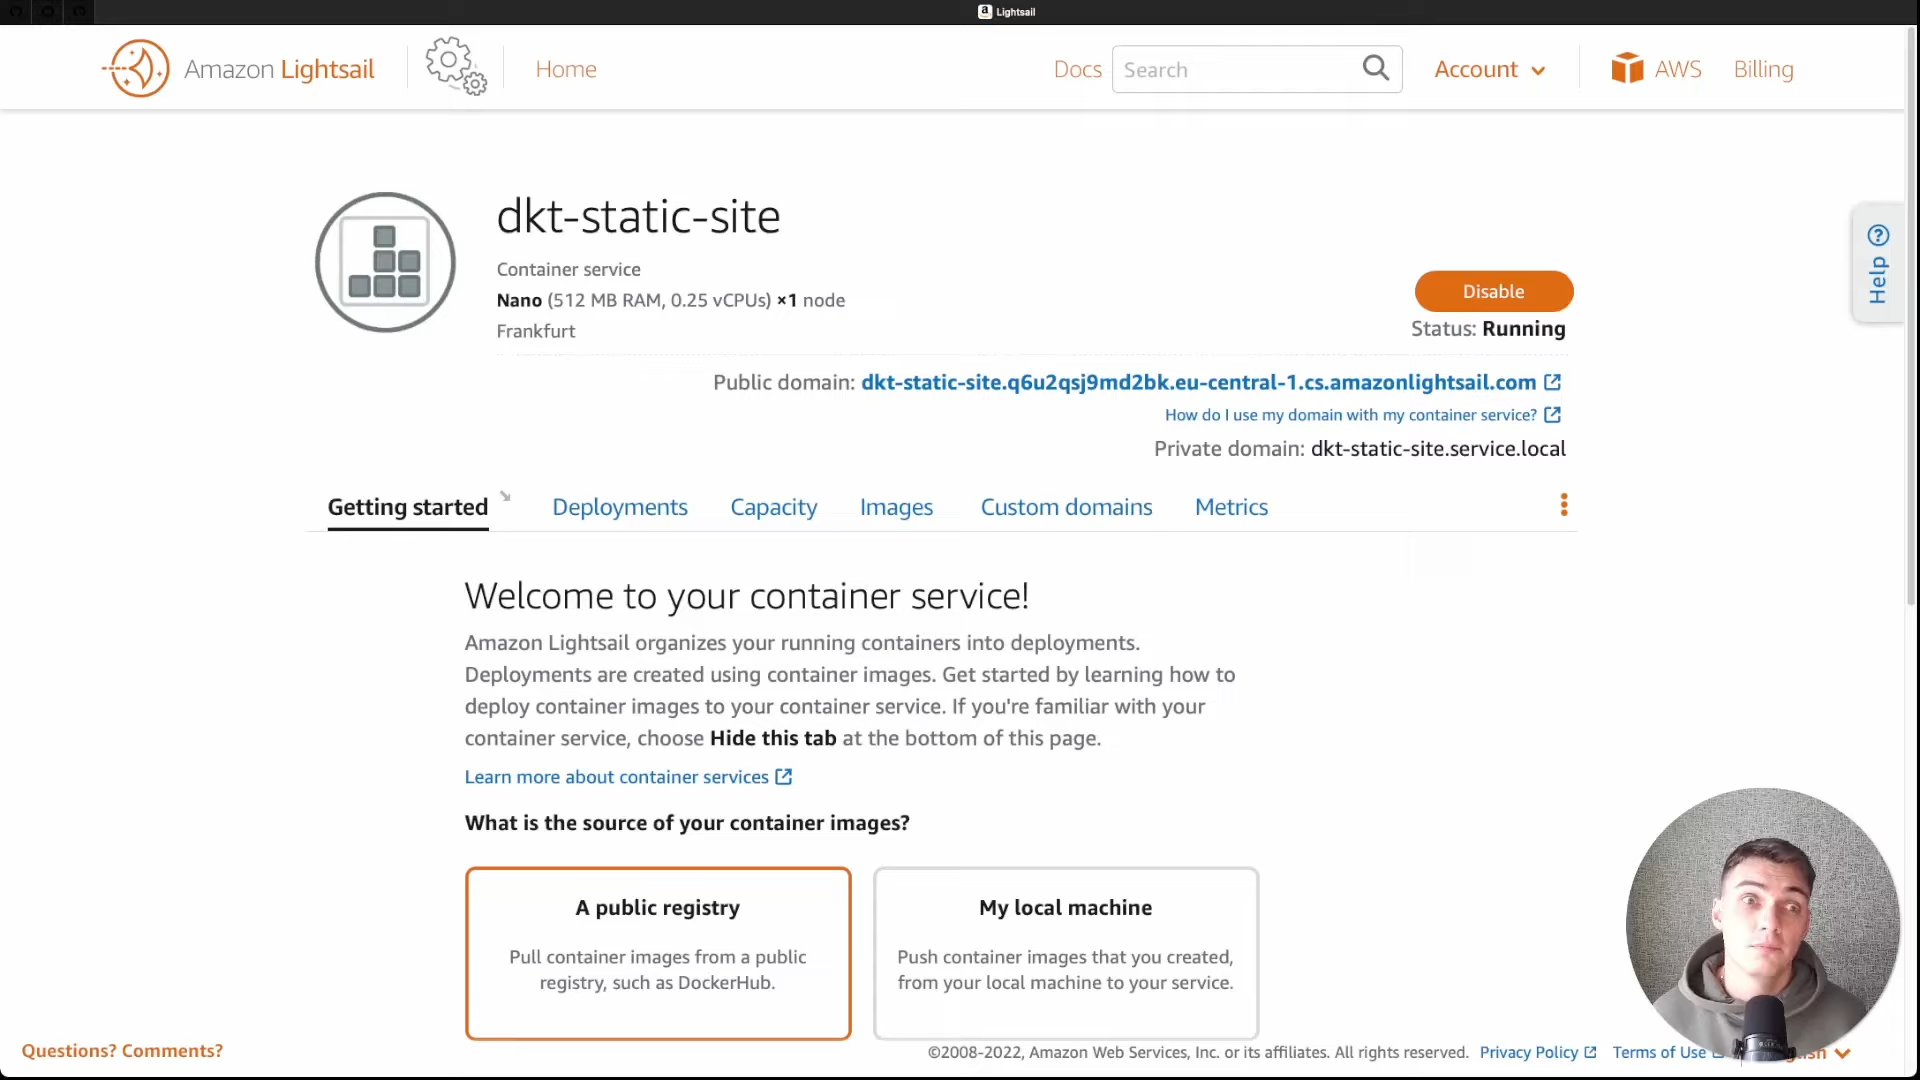 Lightsail
Amazon Lightsail
Home
Docs
Search
Account
AWS
Billing
dkt-static-site
Container service
Nano (512 MB RAM, 0.25 vCPUs) ×1 node
Frankfurt
Disable
Status: Running
Help
Public domain: dkt-static-site.q6u2qsj9md2bk.eu-central-1.cs.amazonlightsail.com
How do I use my domain with my container service?
Private domain: dkt-static-site.service.local
Getting started
Deployments
Capacity
Images
Custom domains
Metrics
Welcome to your container service!
Amazon Lightsail organizes your running containers into deployments.
Deployments are created using container images. Get started by learning how to
deploy container images to your container service. If you're familiar with your
container service, choose Hide this tab at the bottom of this page.
Learn more about container services
What is the source of your container images?
A public registry
Pull container images from a public
registry, such as DockerHub.
My local machine
Push container images that you created,
from your local machine to your service.
Questions? Comments?
©2008-2022, Amazon Web Services, Inc. or its affiliates. All rights reserved.
Privacy Policy
Terms of Use